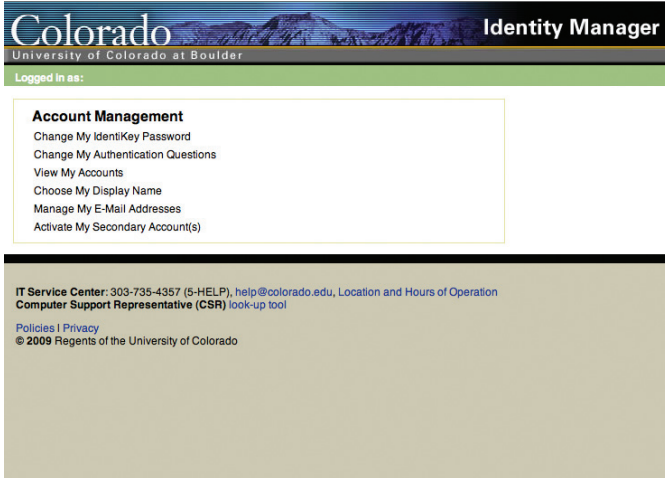 Colorado
University of Colorado at Boulder
Identity Manager
Logged in as:
Account Management
Change My IdentiKey Password
Change My Authentication Questions
View My Accounts
Choose My Display Name
Manage My E-Mail Addresses
Activate My Secondary Account(s)
IT Service Center: 303-735-4357 (5-HELP), help@colorado.edu, Location and Hours of Operation
Computer Support Representative (CSR) look-up tool
Policies I Privacy
© 2009 Regents of the University of Colorado